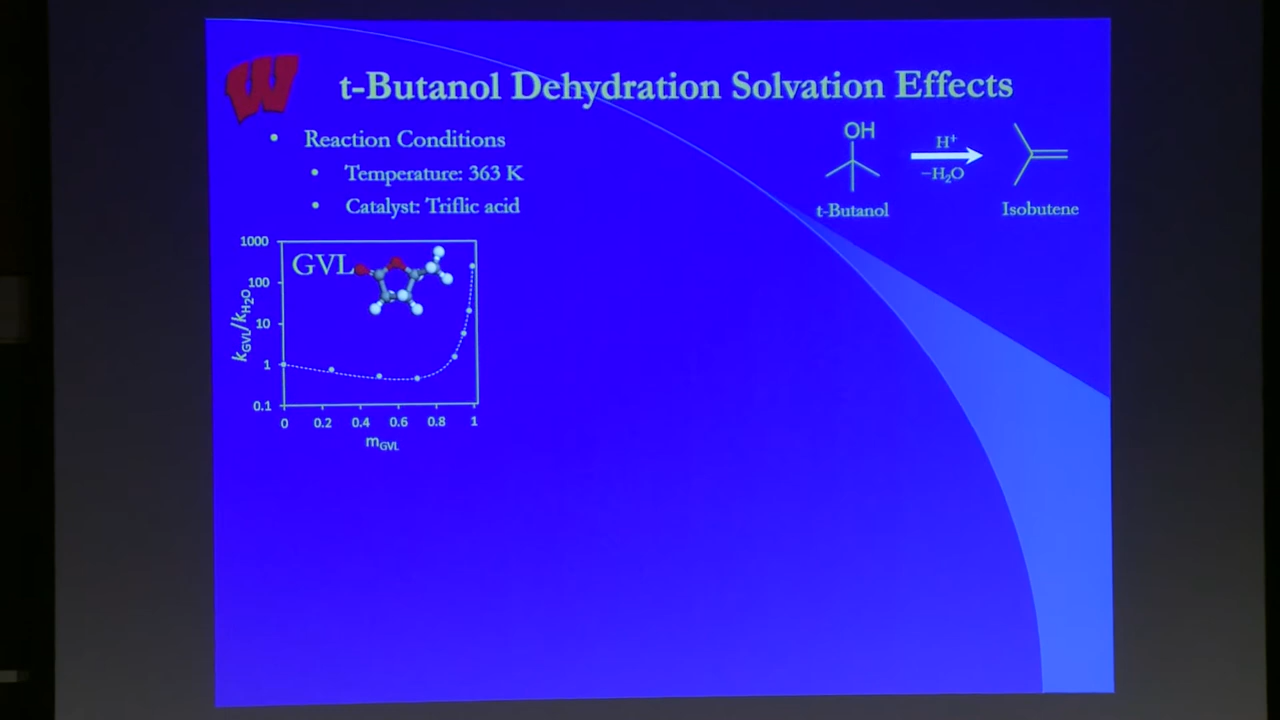 W
t-Butanol Dehydration Solvation Effects
• Reaction Conditions
• Temperature: 363 K
• Catalyst: Triflic acid
OH
H⁺
−H₂O
t-Butanol
Isobutene
GVL
1000
100
10
1
0.1
k_GVL/k_H₂O
0 0.2 0.4 0.6 0.8 1
m_GVL